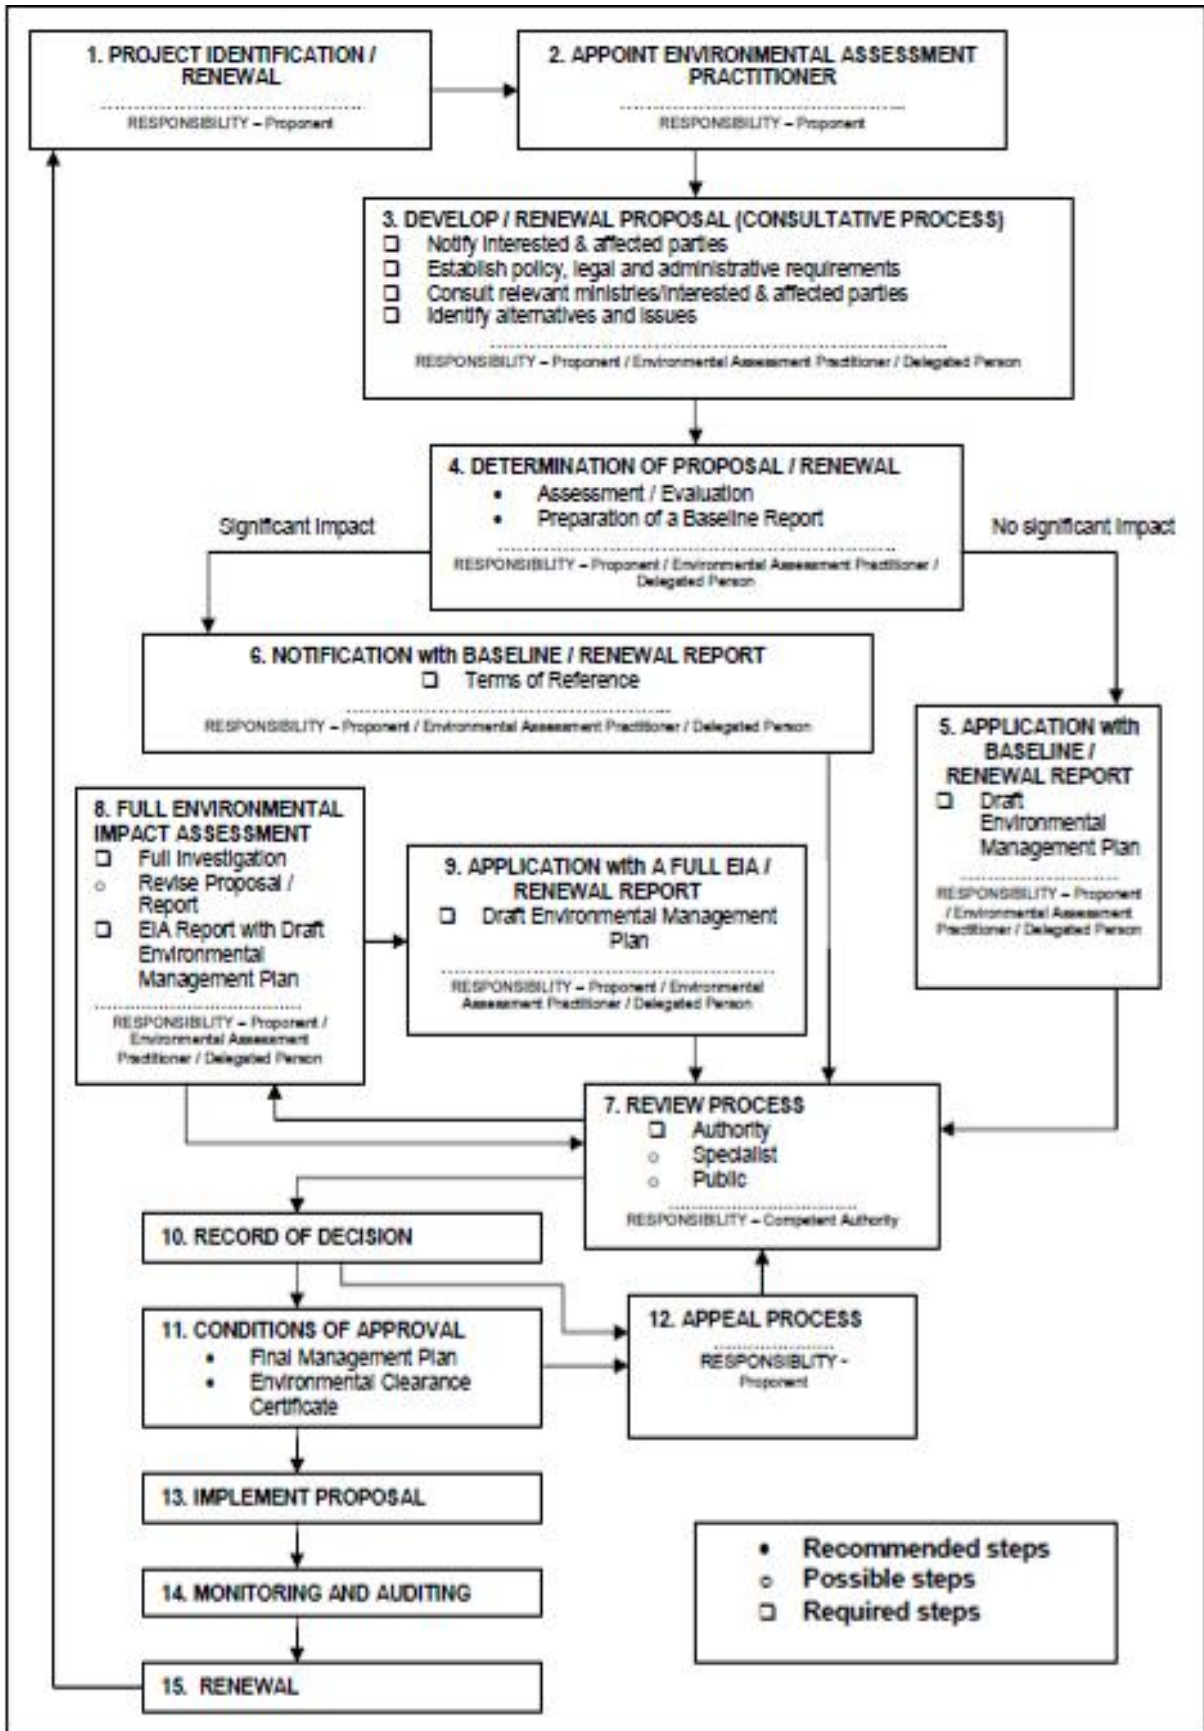 1. PROJECT IDENTIFICATION /
RENEWAL
RESPONSIBILITY – Proponent
2. APPOINT ENVIRONMENTAL ASSESSMENT
PRACTITIONER
RESPONSIBILITY – Proponent
3. DEVELOP / RENEWAL PROPOSAL (CONSULTATIVE PROCESS)
❑ Notify interested & affected parties
❑ Establish policy, legal and administrative requirements
❑ Consult relevant ministries/interested & affected parties
❑ Identify alternatives and issues
RESPONSIBILITY – Proponent / Environmental Assessment Practitioner / Delegated Person
4. DETERMINATION OF PROPOSAL / RENEWAL
• Assessment / Evaluation
• Preparation of a Baseline Report
RESPONSIBILITY – Proponent / Environmental Assessment Practitioner /
Delegated Person
Significant Impact
No significant Impact
6. NOTIFICATION with BASELINE / RENEWAL REPORT
❑ Terms of Reference
RESPONSIBILITY – Proponent / Environmental Assessment Practitioner / Delegated Person
5. APPLICATION with
BASELINE /
RENEWAL REPORT
❑ Draft
Environmental
Management Plan
RESPONSIBILITY – Proponent
/ Environmental Assessment
Practitioner / Delegated Person
8. FULL ENVIRONMENTAL
IMPACT ASSESSMENT
❑ Full Investigation
○ Revise Proposal /
Report
❑ EIA Report with Draft
Environmental
Management Plan
RESPONSIBILITY – Proponent /
Environmental Assessment
Practitioner / Delegated Person
9. APPLICATION with A FULL EIA /
RENEWAL REPORT
❑ Draft Environmental Management
Plan
RESPONSIBILITY – Proponent / Environmental
Assessment Practitioner / Delegated Person
7. REVIEW PROCESS
❑ Authority
○ Specialist
○ Public
RESPONSIBILITY – Competent Authority
10. RECORD OF DECISION
11. CONDITIONS OF APPROVAL
• Final Management Plan
• Environmental Clearance
Certificate
12. APPEAL PROCESS
RESPONSIBLITY -
Proponent
13. IMPLEMENT PROPOSAL
14. MONITORING AND AUDITING
15. RENEWAL
• Recommended steps
○ Possible steps
❑ Required steps